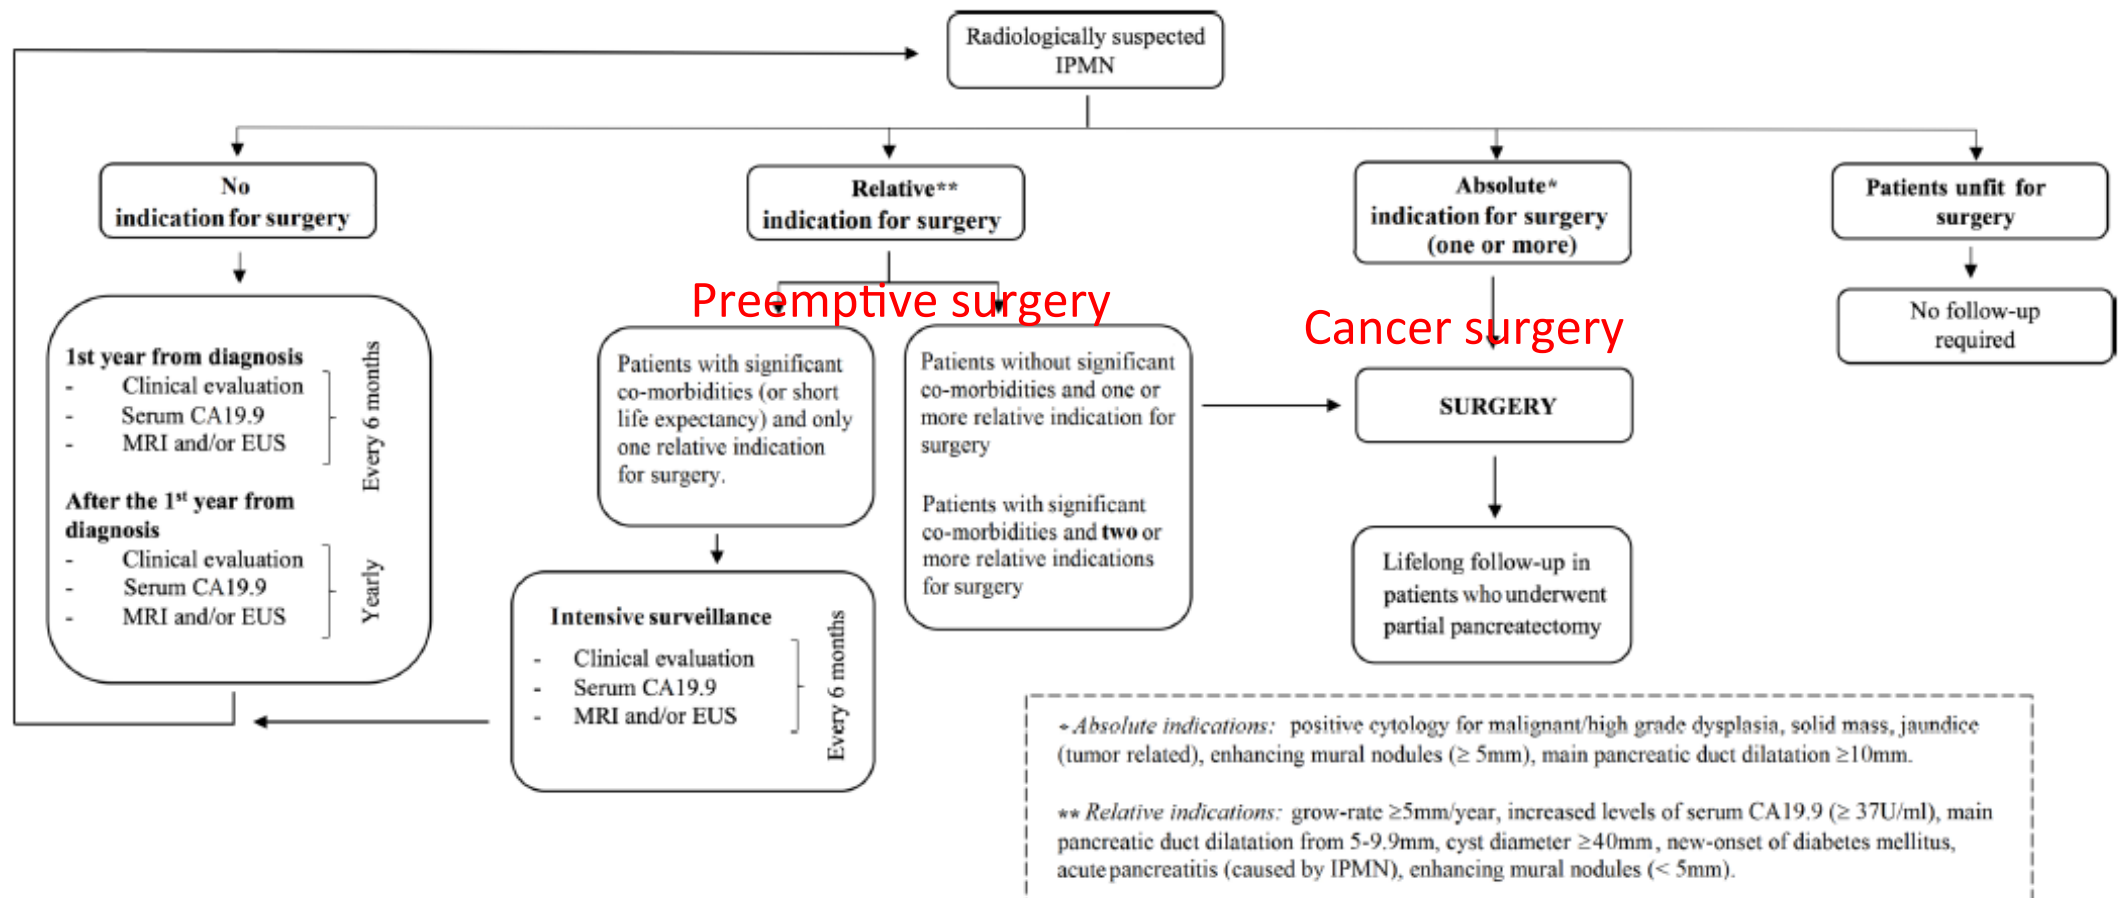 Radiologically suspected
IPMN
No
indication for surgery
1st year from diagnosis
- Clinical evaluation
- Serum CA19.9
- MRI and/or EUS
Every 6 months
After the 1st year from
diagnosis
- Clinical evaluation
- Serum CA19.9
- MRI and/or EUS
Yearly
Relative**
indication for surgery
Preemptive surgery
Patients with significant
co-morbidities (or short
life expectancy) and only
one relative indication
for surgery.
Intensive surveillance
- Clinical evaluation
- Serum CA19.9
- MRI and/or EUS
Every 6 months
Patients without significant
co-morbidities and one or
more relative indication for
surgery
Patients with significant
co-morbidities and two or
more relative indications
for surgery
Absolute*
indication for surgery
(one or more)
Cancer surgery
SURGERY
Lifelong follow-up in
patients who underwent
partial pancreatectomy
Patients unfit for
surgery
No follow-up
required
*Absolute indications: positive cytology for malignant/high grade dysplasia, solid mass, jaundice
(tumor related), enhancing mural nodules (≥ 5mm), main pancreatic duct dilatation ≥10mm.
** Relative indications: grow-rate ≥5mm/year, increased levels of serum CA19.9 (≥ 37U/ml), main
pancreatic duct dilatation from 5-9.9mm, cyst diameter ≥40mm, new-onset of diabetes mellitus,
acute pancreatitis (caused by IPMN), enhancing mural nodules (< 5mm).